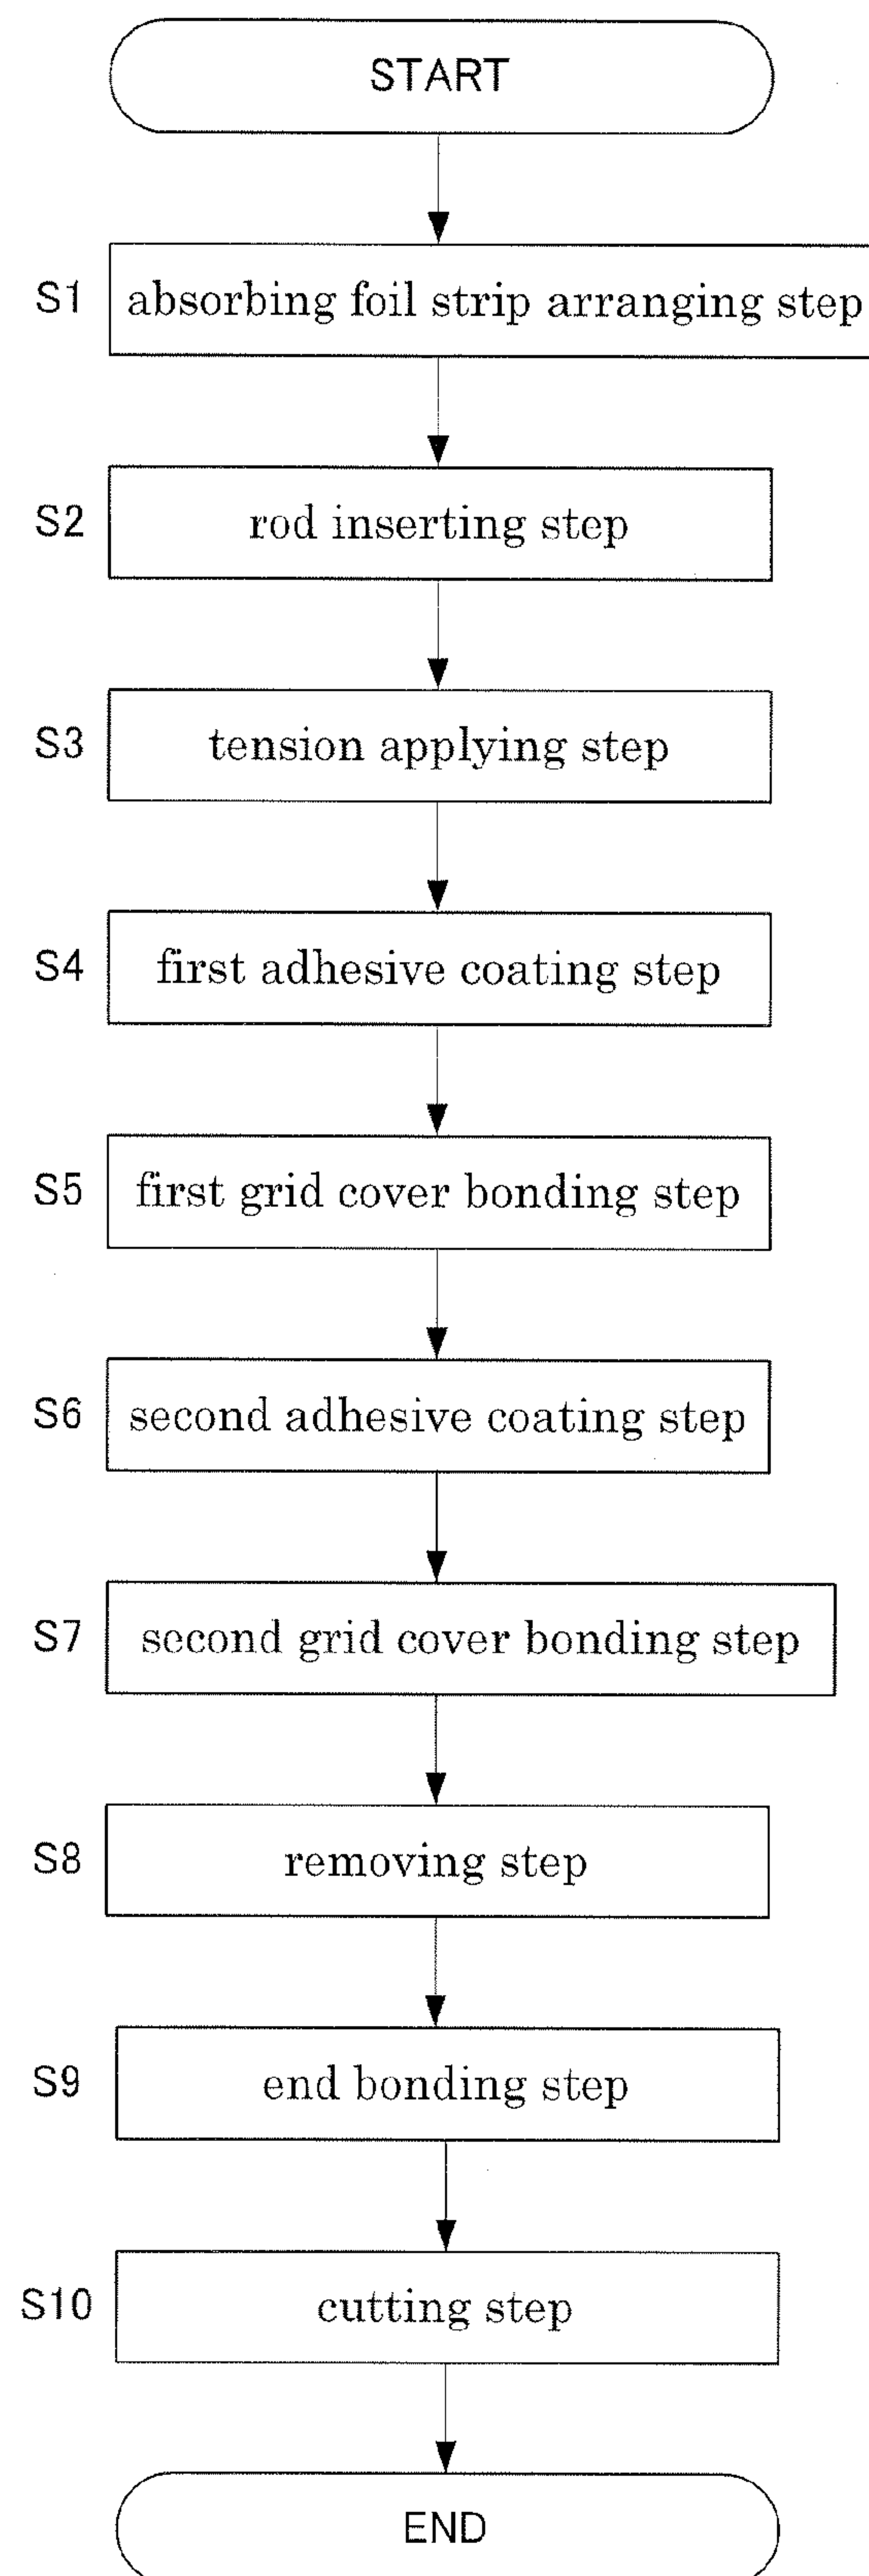 START
S1 absorbing foil strip arranging step
S2 rod inserting step
S3 tension applying step
S4 first adhesive coating step
S5 first grid cover bonding step
S6 second adhesive coating step
S7 second grid cover bonding step
S8 removing step
S9 end bonding step
S10 cutting step
END